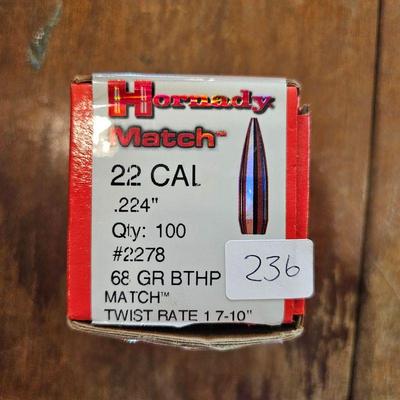 Hornady
Match™
22 CAL
.224"
Qty: 100
#2278
68 GR BTHP
236
MATCH™
TWIST RATE 1 7-10"